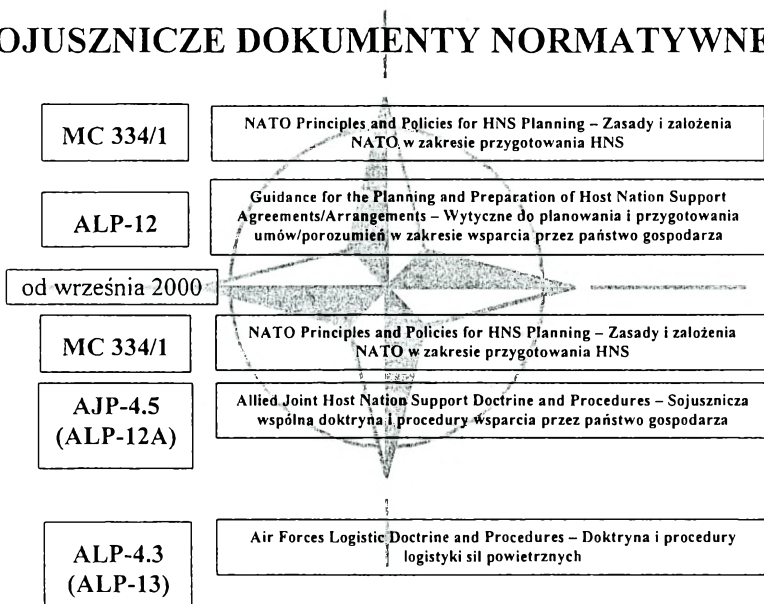 OJUSZNICZE DOKUMENTY NORMATYWNE
MC 334/1
NATO Principles and Policies for HNS Planning – Zasady i założenia
NATO w zakresie przygotowania HNS
ALP-12
Guidance for the Planning and Preparation of Host Nation Support
Agreements/Arrangements – Wytyczne do planowania i przygotowania
umów/porozumień w zakresie wsparcia przez państwo gospodarza
od września 2000
MC 334/1
NATO Principles and Policies for HNS Planning – Zasady i założenia
NATO w zakresie przygotowania HNS
AJP-4.5
(ALP-12A)
Allied Joint Host Nation Support Doctrine and Procedures – Sojusznicza
wspólna doktryna i procedury wsparcia przez państwo gospodarza
ALP-4.3
(ALP-13)
Air Forces Logistic Doctrine and Procedures – Doktryna i procedury
logistyki sił powietrznych